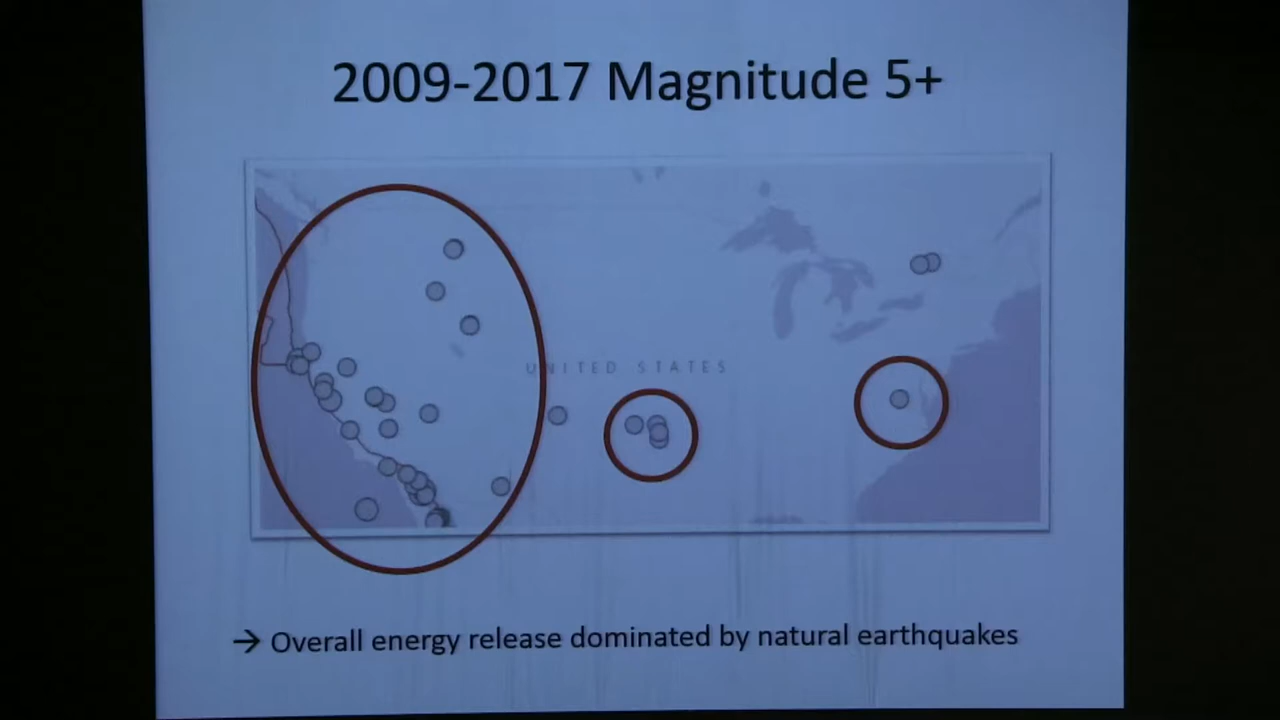 2009-2017 Magnitude 5+
UNITED STATES
→ Overall energy release dominated by natural earthquakes